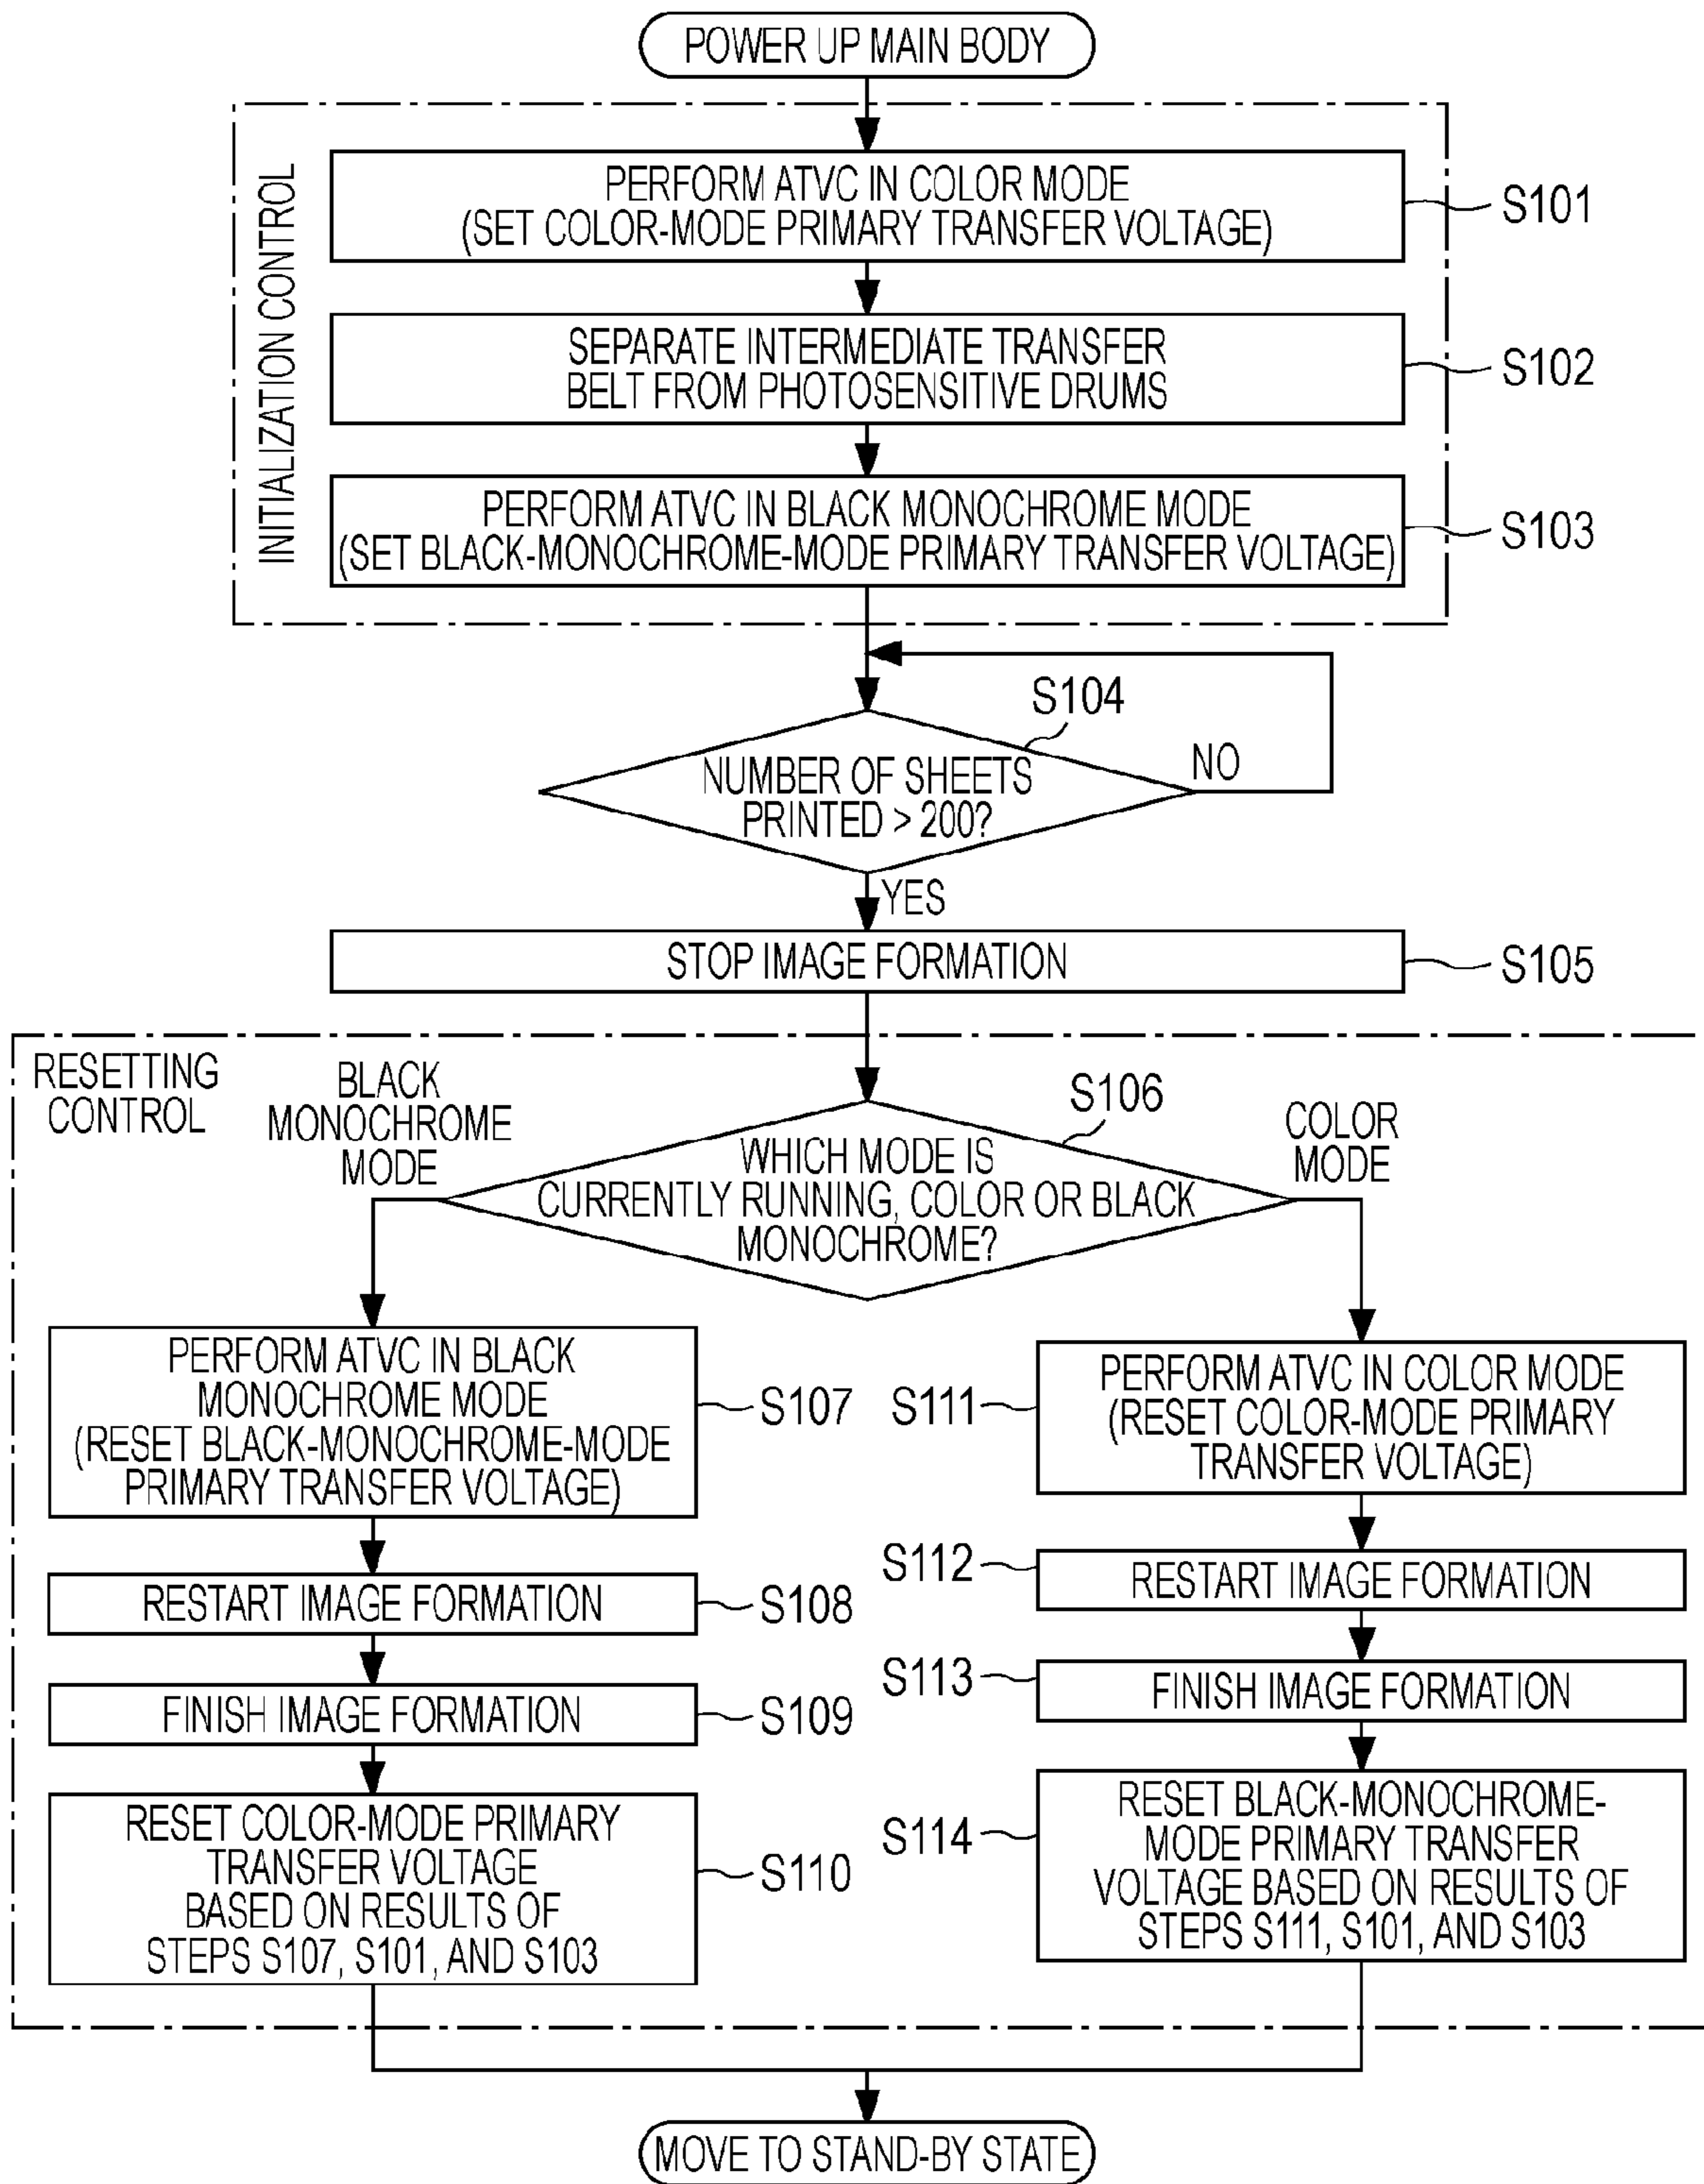 POWER UP MAIN BODY
INITIALIZATION CONTROL
PERFORM ATVC IN COLOR MODE
(SET COLOR-MODE PRIMARY TRANSFER VOLTAGE)
S101
SEPARATE INTERMEDIATE TRANSFER
BELT FROM PHOTOSENSITIVE DRUMS
S102
PERFORM ATVC IN BLACK MONOCHROME MODE
(SET BLACK-MONOCHROME-MODE PRIMARY TRANSFER VOLTAGE)
S103
S104
NUMBER OF SHEETS
PRINTED > 200?
NO
YES
STOP IMAGE FORMATION
S105
RESETTING
CONTROL
BLACK
MONOCHROME
MODE
S106
COLOR
MODE
WHICH MODE IS
CURRENTLY RUNNING, COLOR OR BLACK
MONOCHROME?
PERFORM ATVC IN BLACK
MONOCHROME MODE
(RESET BLACK-MONOCHROME-MODE
PRIMARY TRANSFER VOLTAGE)
S107
RESTART IMAGE FORMATION
S108
FINISH IMAGE FORMATION
S109
RESET COLOR-MODE PRIMARY
TRANSFER VOLTAGE
BASED ON RESULTS OF
STEPS S107, S101, AND S103
S110
S111
PERFORM ATVC IN COLOR MODE
(RESET COLOR-MODE PRIMARY
TRANSFER VOLTAGE)
S112
RESTART IMAGE FORMATION
S113
FINISH IMAGE FORMATION
S114
RESET BLACK-MONOCHROME-
MODE PRIMARY TRANSFER
VOLTAGE BASED ON RESULTS OF
STEPS S111, S101, AND S103
MOVE TO STAND-BY STATE